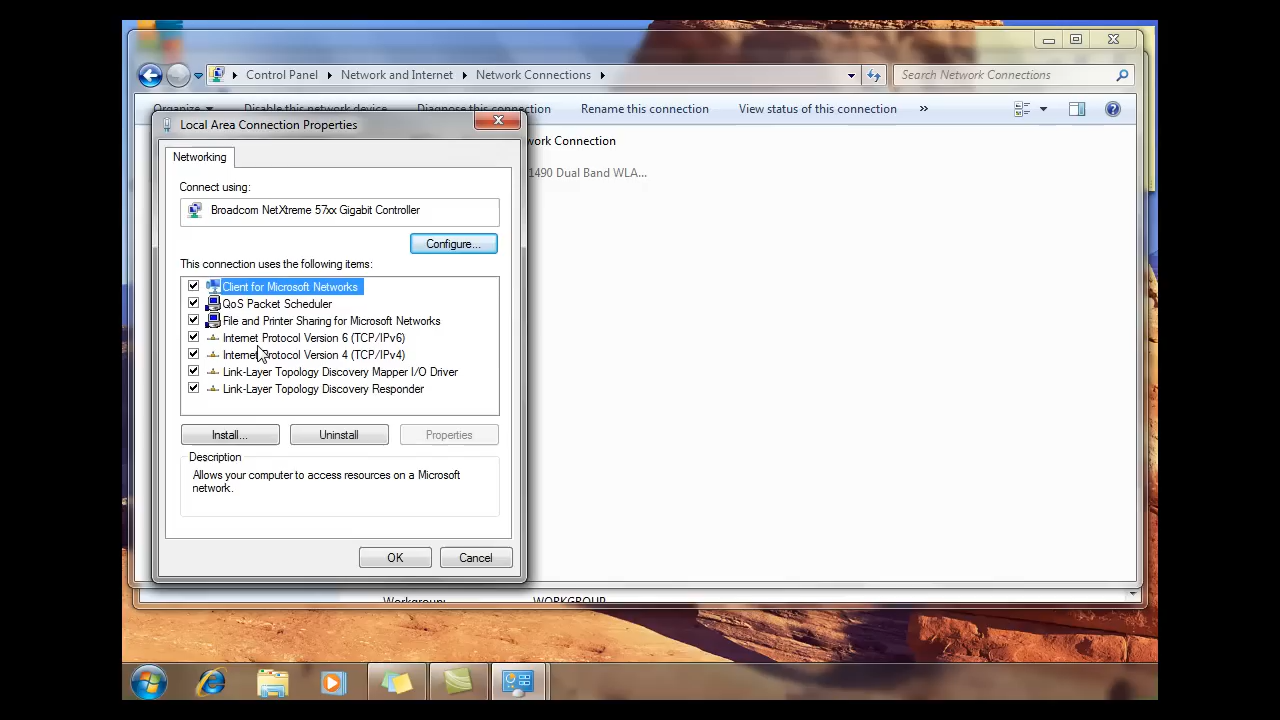 Control Panel
Network and Internet
Network Connections
Search Network Connections
Organize
Disable this network device
Diagnose this connection
Rename this connection
View status of this connection
»
Local Area Connection Properties
work Connection
1490 Dual Band WLA...
Networking
Connect using:
Broadcom NetXtreme 57xx Gigabit Controller
Configure...
This connection uses the following items:
Client for Microsoft Networks
QoS Packet Scheduler
File and Printer Sharing for Microsoft Networks
Internet Protocol Version 6 (TCP/IPv6)
Internet Protocol Version 4 (TCP/IPv4)
Link-Layer Topology Discovery Mapper I/O Driver
Link-Layer Topology Discovery Responder
Install...
Uninstall
Properties
Description
Allows your computer to access resources on a Microsoft
network.
OK
Cancel
Workgroup:
WORKGROUP